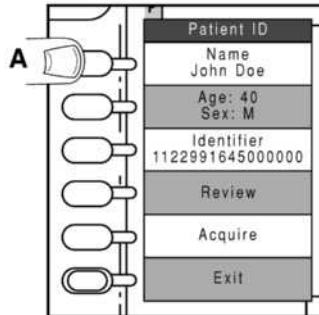 Patient ID
A
Name
John Doe
Age: 40
Sex: M
Identifier
1122991645000000
Review
Acquire
Exit